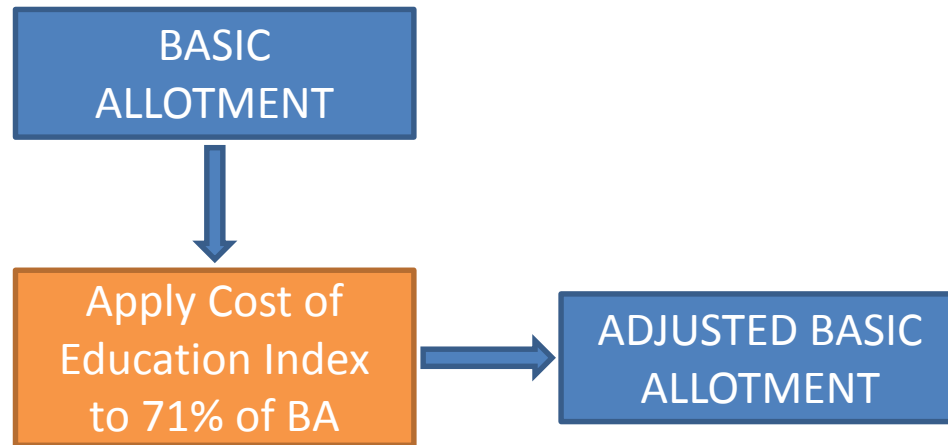 BASIC
ALLOTMENT
Apply Cost of
Education Index
to 71% of BA
ADJUSTED BASIC
ALLOTMENT